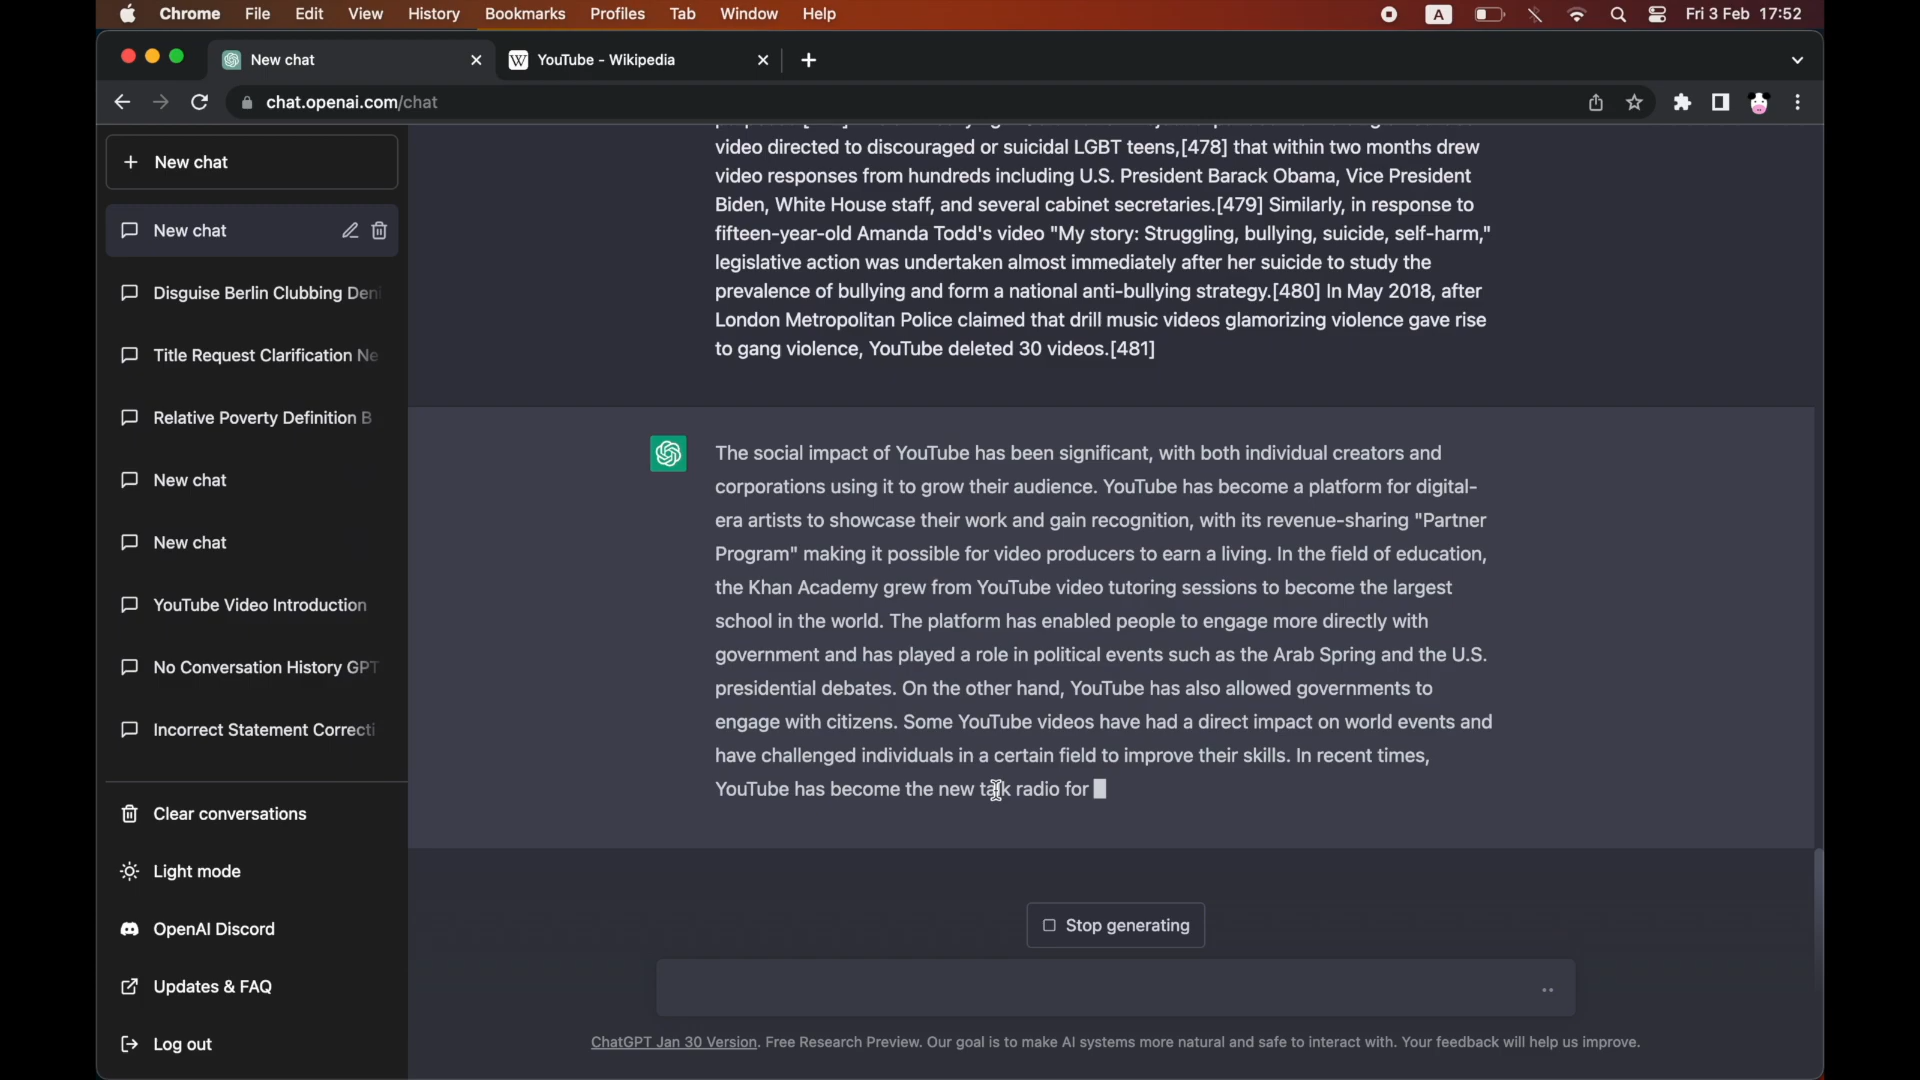 Chrome File Edit View History Bookmarks Profiles Tab Window Help A Fri 3 Feb 17:52
New chat YouTube - Wikipedia
chat.openai.com/chat
New chat
New chat
Disguise Berlin Clubbing Den
Title Request Clarification Ne
Relative Poverty Definition B
New chat
New chat
YouTube Video Introduction
No Conversation History GPT
Incorrect Statement Correcti
Clear conversations
Light mode
OpenAI Discord
Updates & FAQ
Log out
video directed to discouraged or suicidal LGBT teens,[478] that within two months drew
video responses from hundreds including U.S. President Barack Obama, Vice President
Biden, White House staff, and several cabinet secretaries.[479] Similarly, in response to
fifteen-year-old Amanda Todd's video "My story: Struggling, bullying, suicide, self-harm,"
legislative action was undertaken almost immediately after her suicide to study the
prevalence of bullying and form a national anti-bullying strategy.[480] In May 2018, after
London Metropolitan Police claimed that drill music videos glamorizing violence gave rise
to gang violence, YouTube deleted 30 videos.[481]
The social impact of YouTube has been significant, with both individual creators and
corporations using it to grow their audience. YouTube has become a platform for digital-
era artists to showcase their work and gain recognition, with its revenue-sharing "Partner
Program" making it possible for video producers to earn a living. In the field of education,
the Khan Academy grew from YouTube video tutoring sessions to become the largest
school in the world. The platform has enabled people to engage more directly with
government and has played a role in political events such as the Arab Spring and the U.S.
presidential debates. On the other hand, YouTube has also allowed governments to
engage with citizens. Some YouTube videos have had a direct impact on world events and
have challenged individuals in a certain field to improve their skills. In recent times,
YouTube has become the new talk radio for
Stop generating
ChatGPT Jan 30 Version. Free Research Preview. Our goal is to make AI systems more natural and safe to interact with. Your feedback will help us improve.